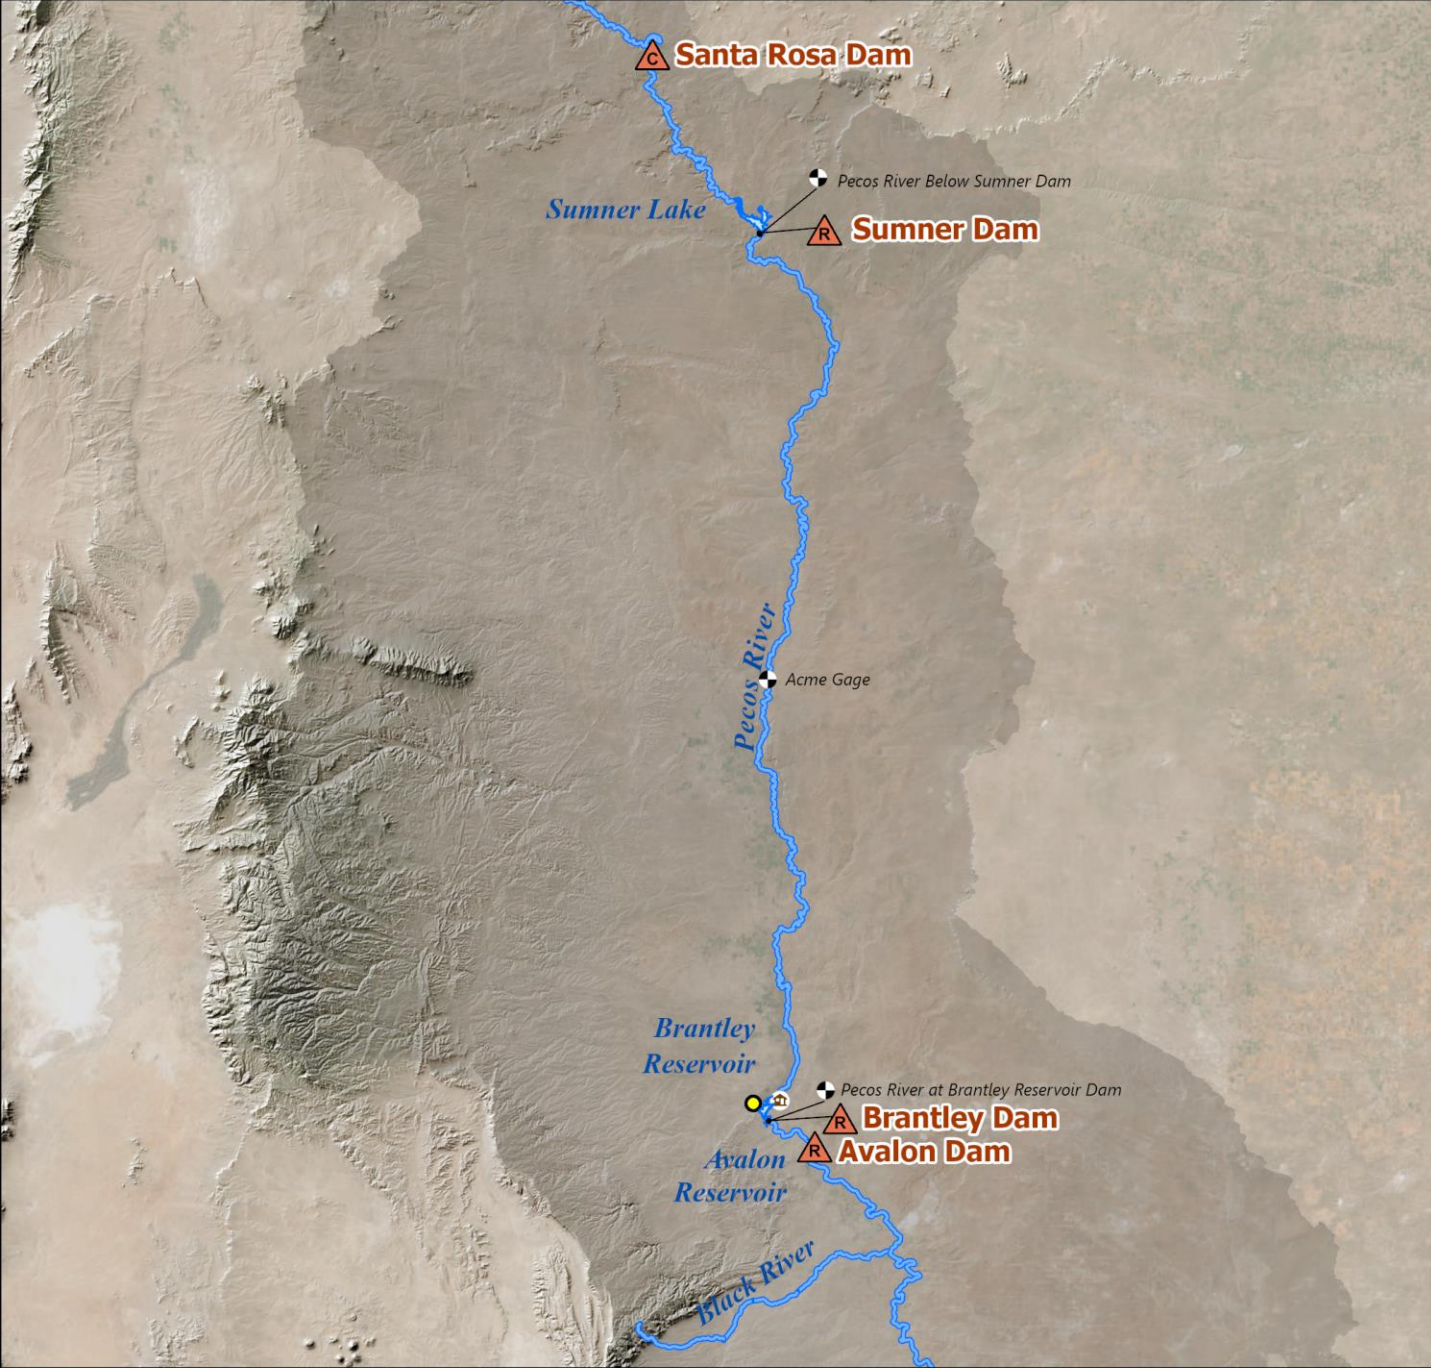 C
Santa Rosa Dam
Pecos River Below Sumner Dam
Sumner Lake
R
Sumner Dam
Pecos River
Acme Gage
Brantley
Reservoir
Pecos River at Brantley Reservoir Dam
R
Brantley Dam
R
Avalon Dam
Avalon
Reservoir
Black River